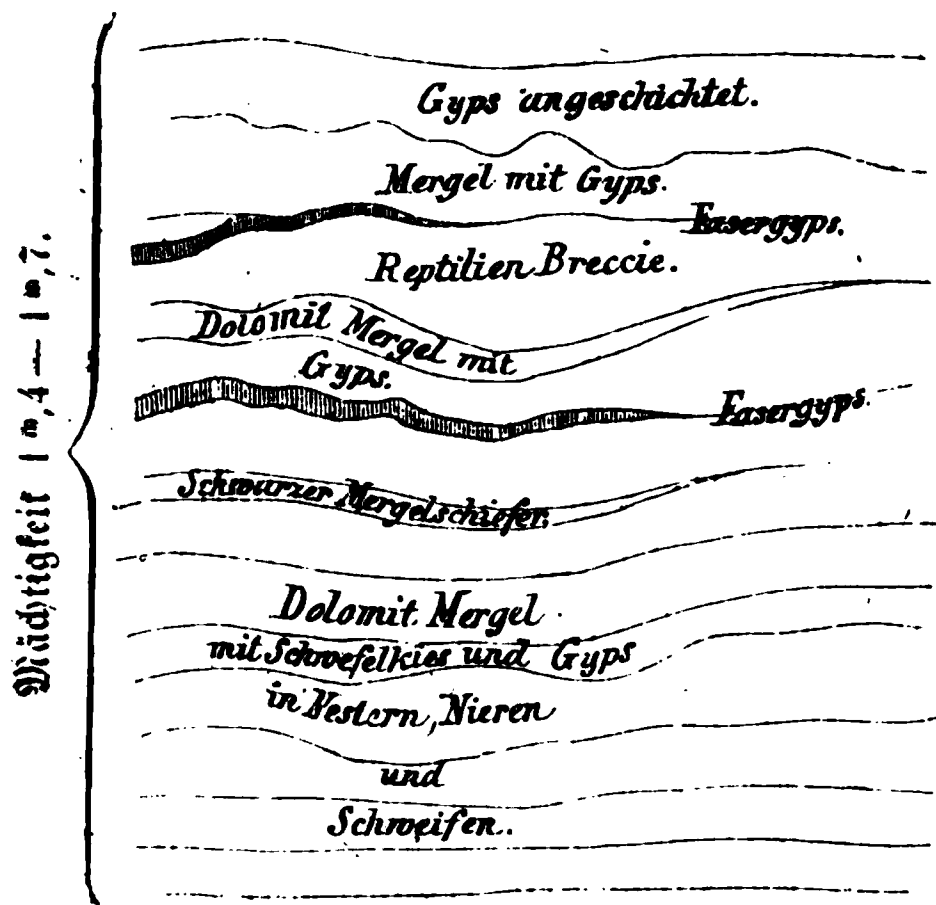 Mächtigkeit 1 m,4 — 1 m,7.
Gyps ungeschichtet.
Mergel mit Gyps.
Fasergyps.
Reptilien Breccie.
Dolomit Mergel mit
Gyps.
Fasergyps.
Schwarzer Mergelschiefer.
Dolomit. Mergel
mit Schwefelkies und Gyps
in Nestern, Nieren
und
Schweifen.